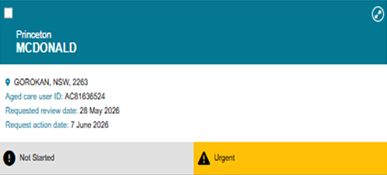 Princeton
MCDONALD
GOROKAN, NSW, 2263
Aged care user ID: AC81636524
Requested review date: 28 May 2026
Request action date: 7 June 2026
Not Started
Urgent